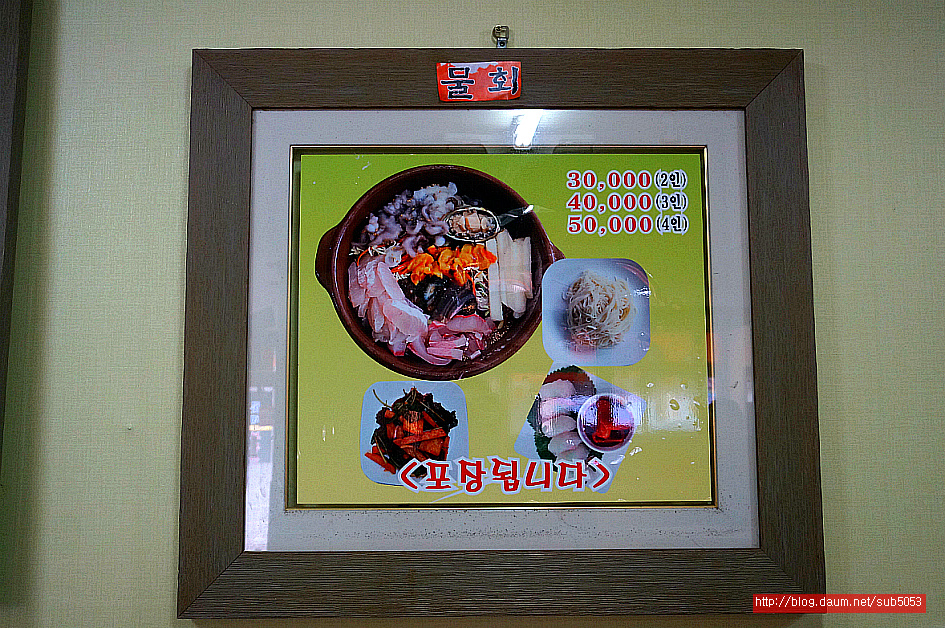 물회
30,000(2인)
40,000(3인)
50,000(4인)
<포장됩니다>
http://blog.daum.net/sub5053